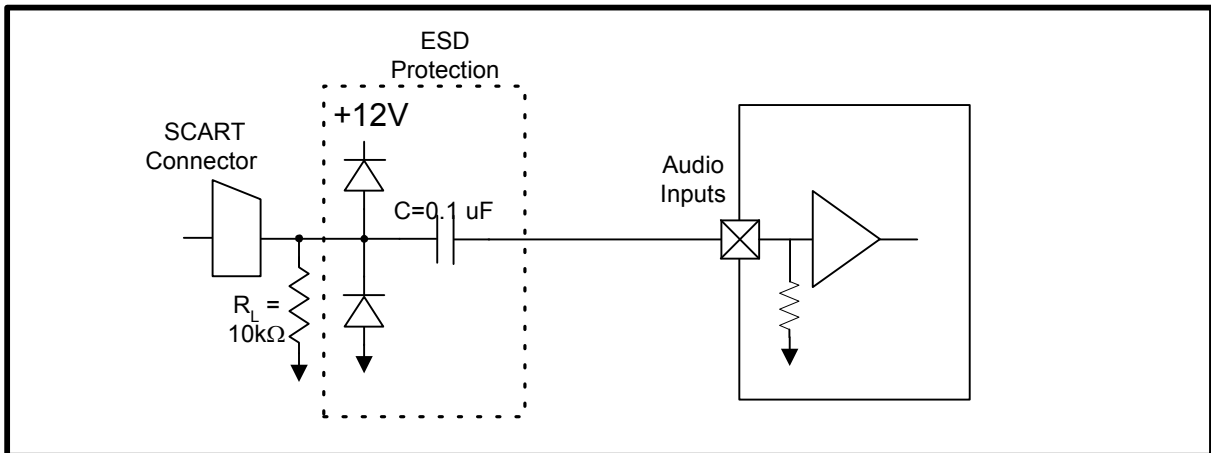 ESD
Protection
+12V
SCART
Connector
C=0.1 uF
Audio
Inputs
R_L =
10kΩ